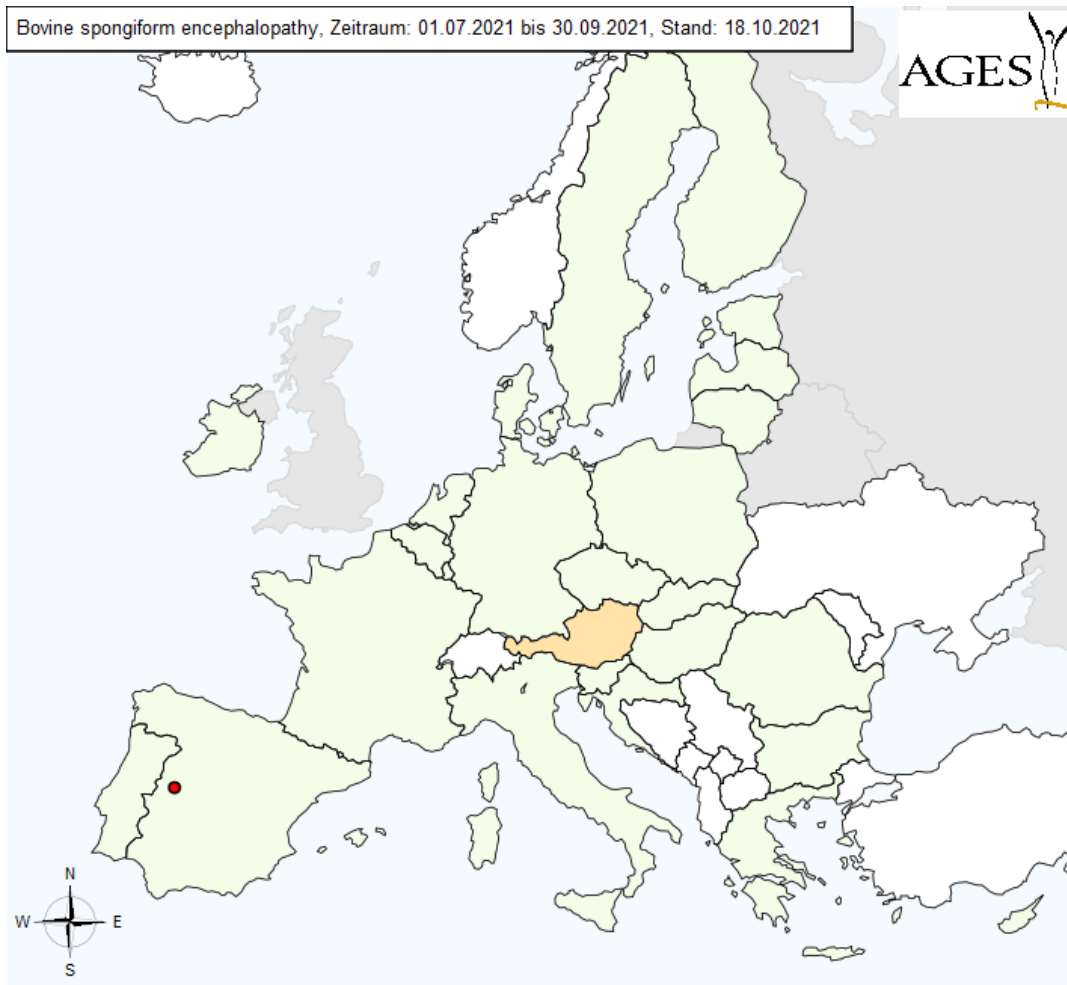 Bovine spongiform encephalopathy, Zeitraum: 01.07.2021 bis 30.09.2021, Stand: 18.10.2021
AGES
N
W E
S